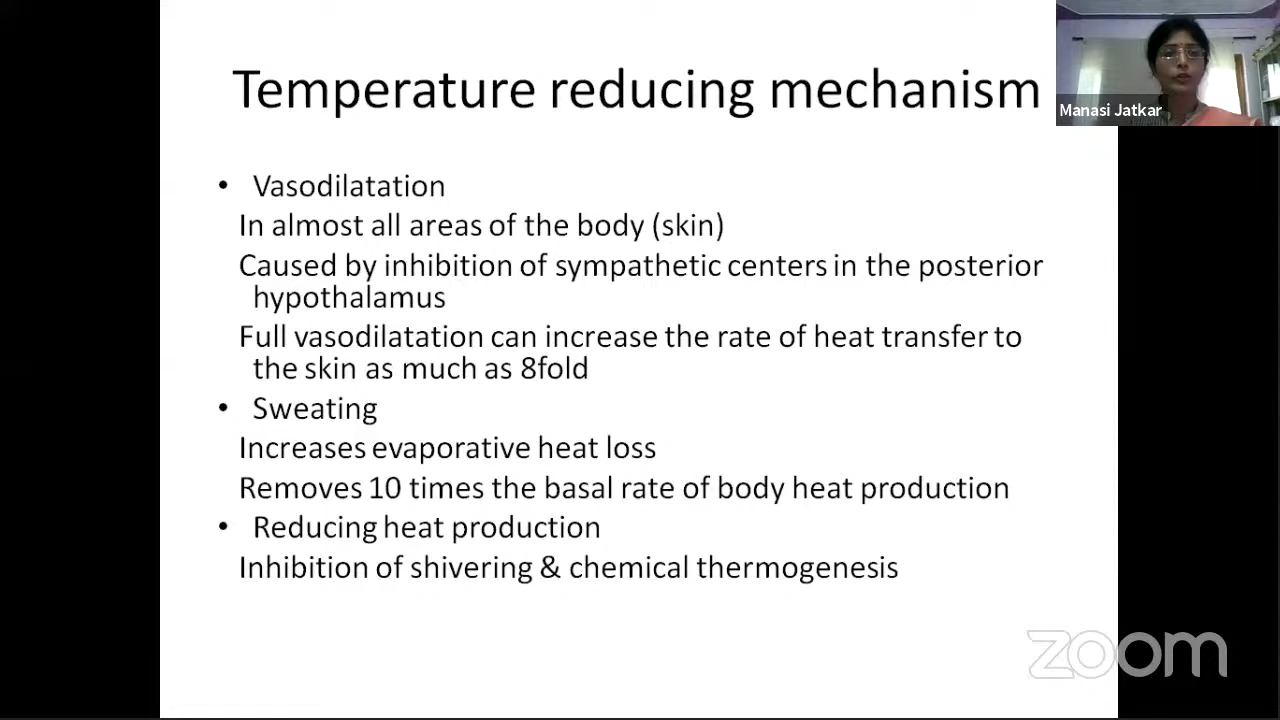 Temperature reducing mechanism
Manasi Jatkar
• Vasodilatation
In almost all areas of the body (skin)
Caused by inhibition of sympathetic centers in the posterior
hypothalamus
Full vasodilatation can increase the rate of heat transfer to
the skin as much as 8fold
• Sweating
Increases evaporative heat loss
Removes 10 times the basal rate of body heat production
• Reducing heat production
Inhibition of shivering & chemical thermogenesis
zoom